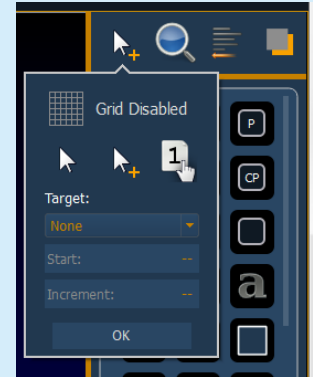 Grid Disabled
P
1
CP
Target:
None
Start: --
a
Increment: --
OK